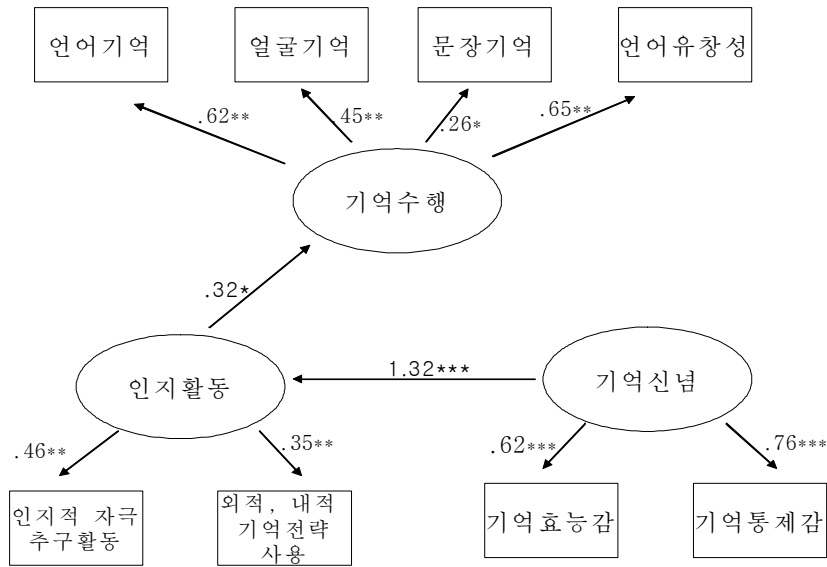 언어기억
얼굴기억
문장기억
언어유창성
.62**
.45**
.26*
.65**
기억수행
.32*
인지활동
1.32***
기억신념
.46**
.35**
.62***
.76***
인지적 자극
추구활동
외적, 내적
기억전략
사용
기억효능감
기억통제감